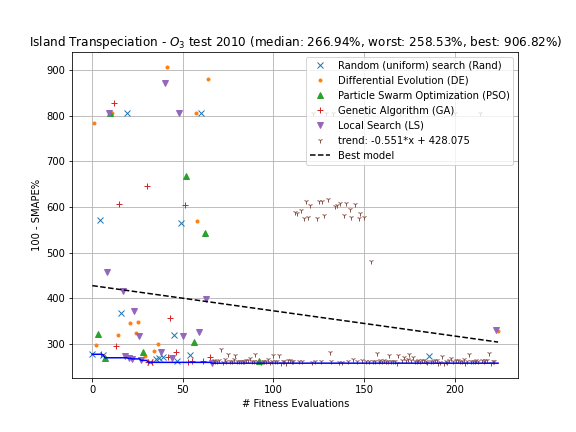 Island Transpeciation - O₃ test 2010 (median: 266.94%, worst: 258.53%, best: 906.82%)
Random (uniform) search (Rand)
Differential Evolution (DE)
Particle Swarm Optimization (PSO)
Genetic Algorithm (GA)
Local Search (LS)
trend: -0.551*x + 428.075
Best model
100 - SMAPE%
900
800
700
600
500
400
300
0 50 100 150 200
# Fitness Evaluations